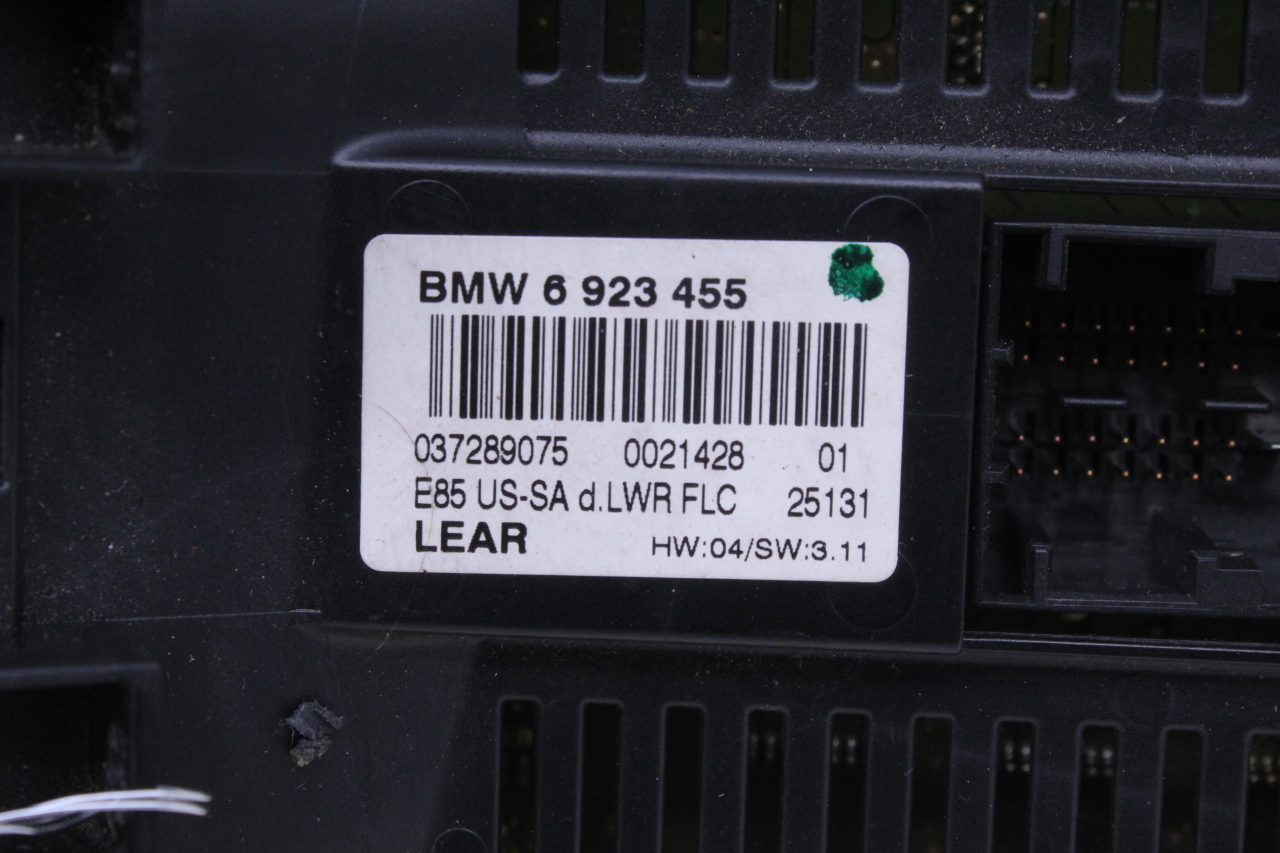 BMW 6 923 455
037289075 0021428 01
E85 US-SA d.LWR FLC 25131
LEAR HW:04/SW:3.11